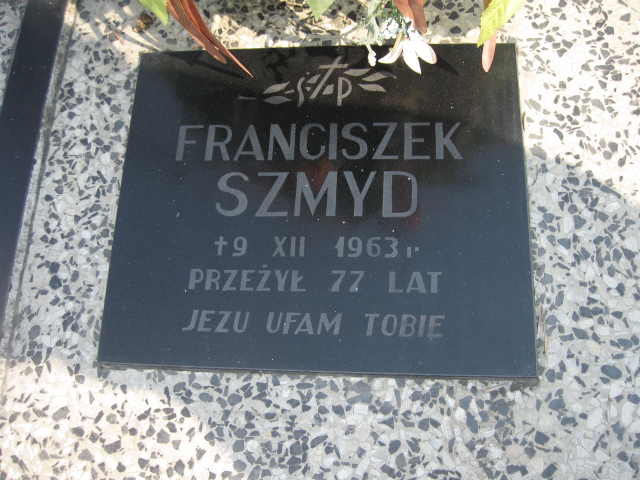 Ś P
FRANCISZEK
SZMYD
†9 XII 1963 r.
PRZEŻYŁ 77 LAT
JEZU UFAM TOBIE